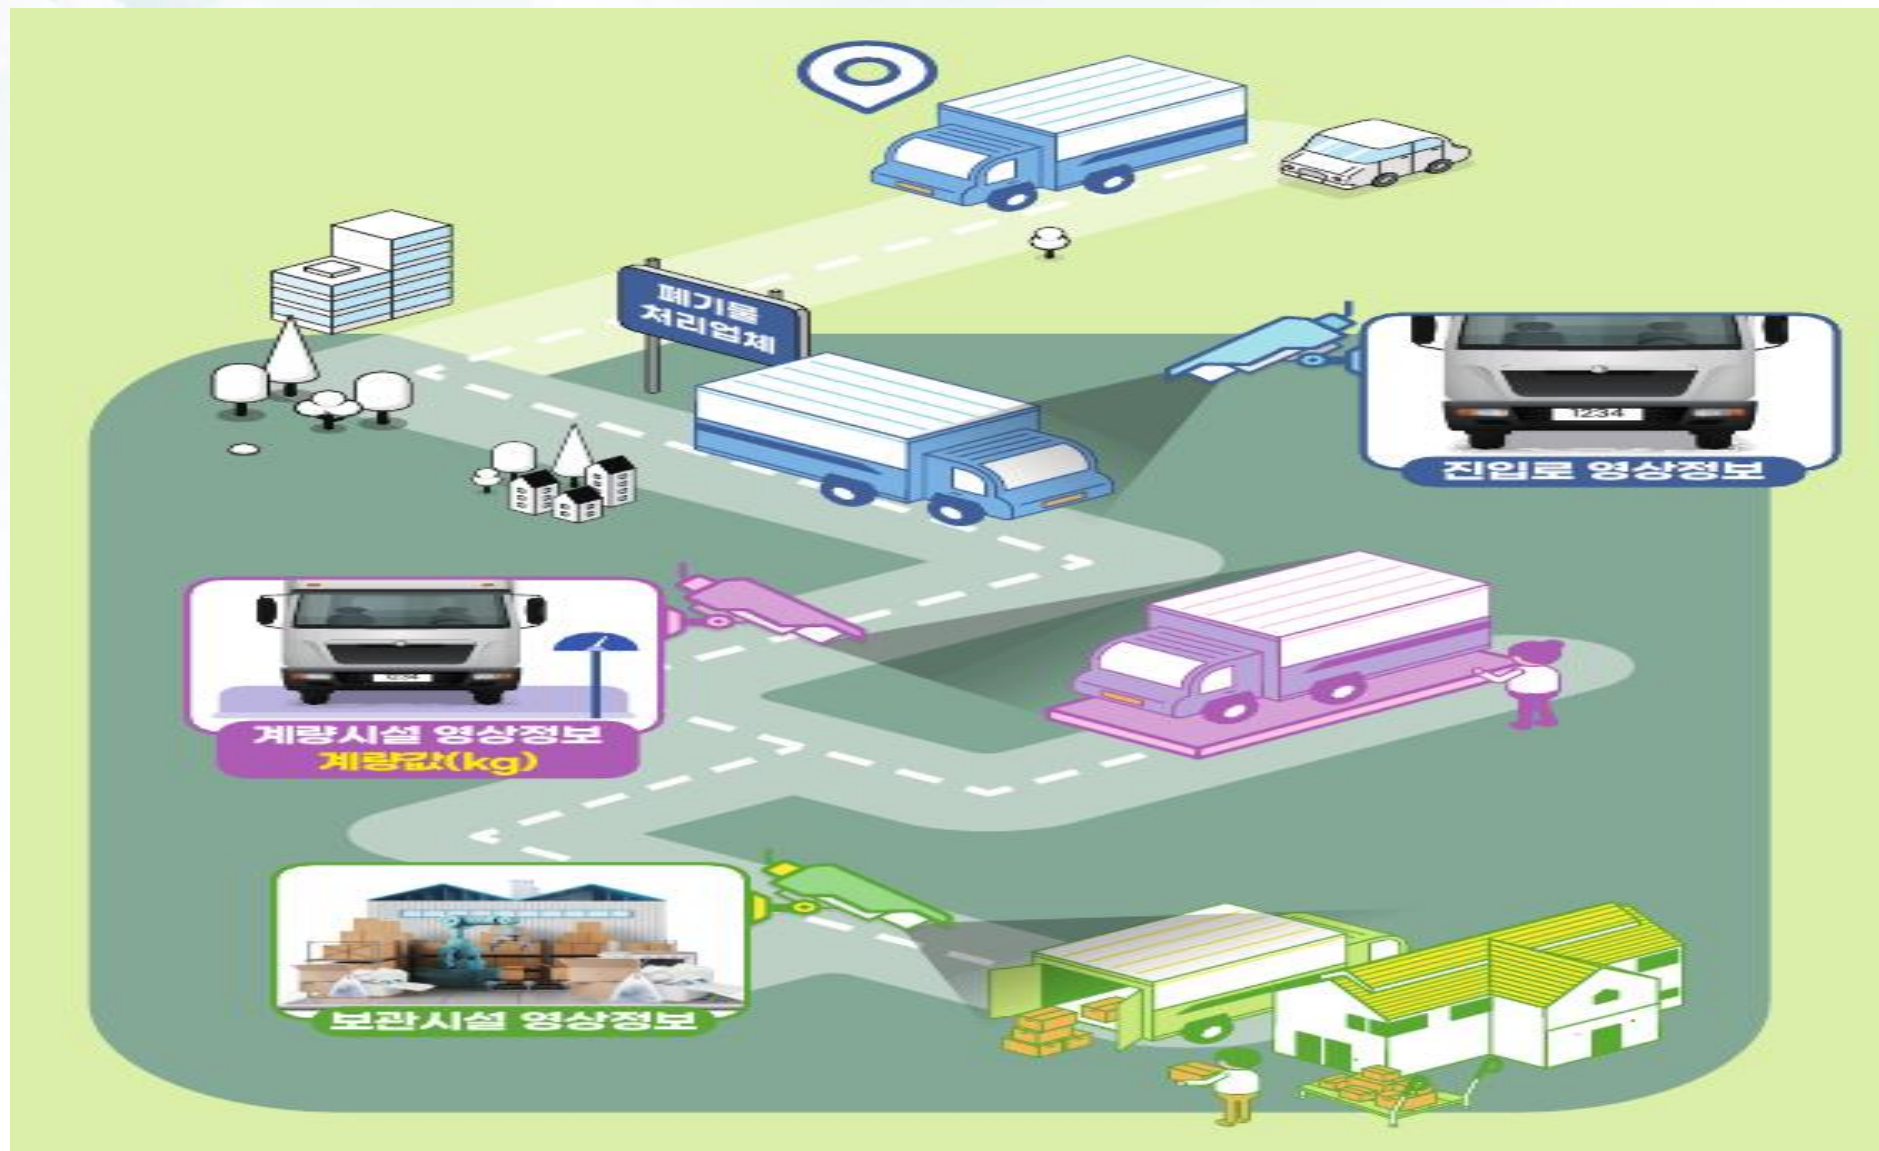 폐기물
처리업체
1234
진입로 영상정보
1234
계량시설 영상정보
계량값(kg)
보관시설 영상정보